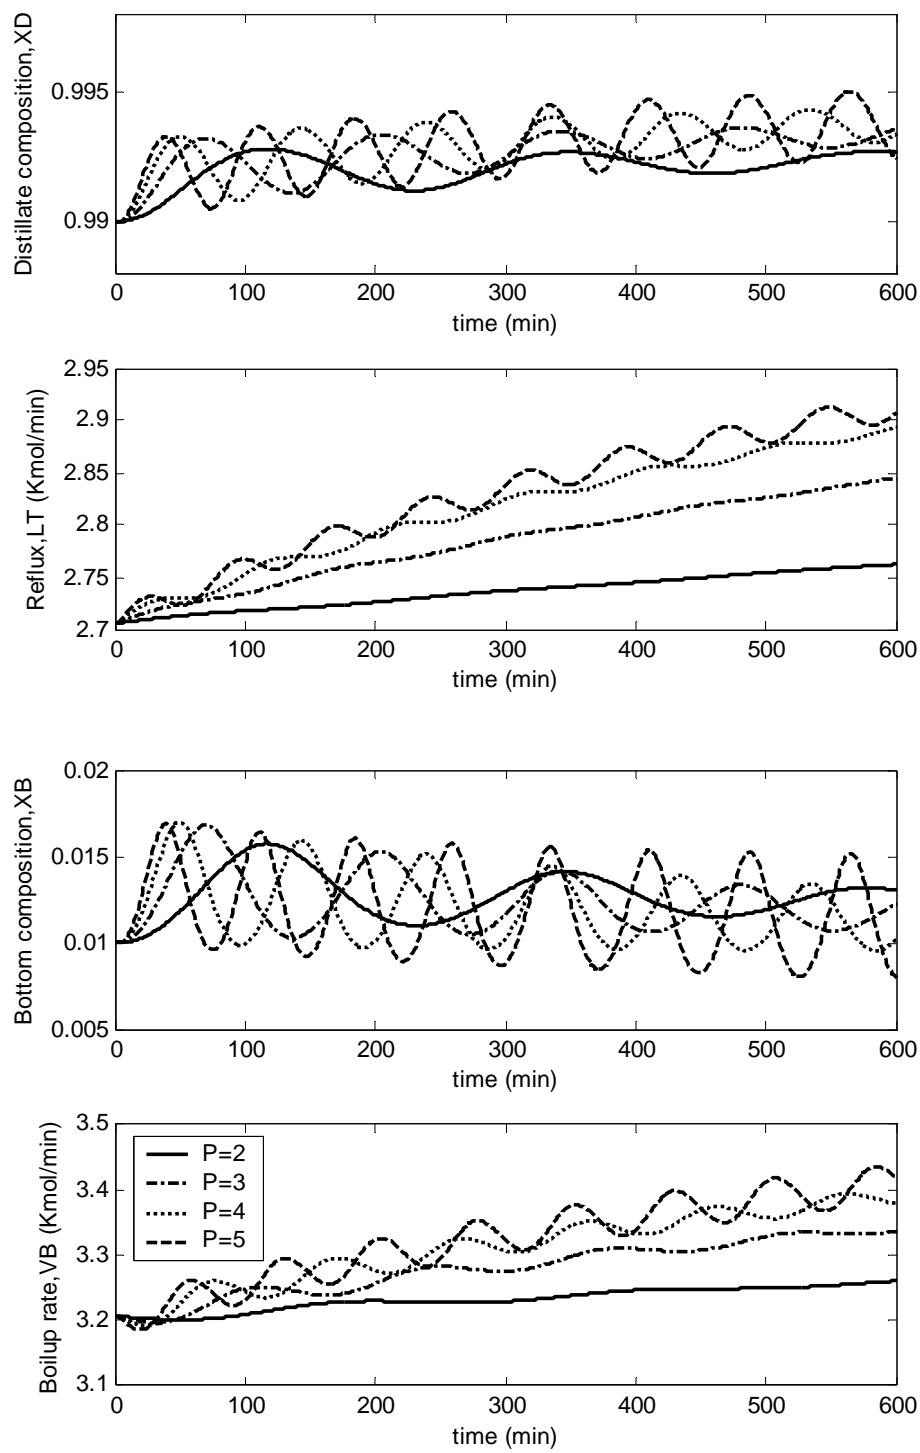 Distillate composition,XD
0.995
0.99
0 100 200 300 400 500 600
time (min)
Reflux,LT (Kmol/min)
2.95
2.9
2.85
2.8
2.75
2.7
0 100 200 300 400 500 600
time (min)
Bottom composition,XB
0.02
0.015
0.01
0.005
0 100 200 300 400 500 600
time (min)
Boilup rate,VB (Kmol/min)
3.5
3.4
3.3
3.2
3.1
P=2
P=3
P=4
P=5
0 100 200 300 400 500 600
time (min)